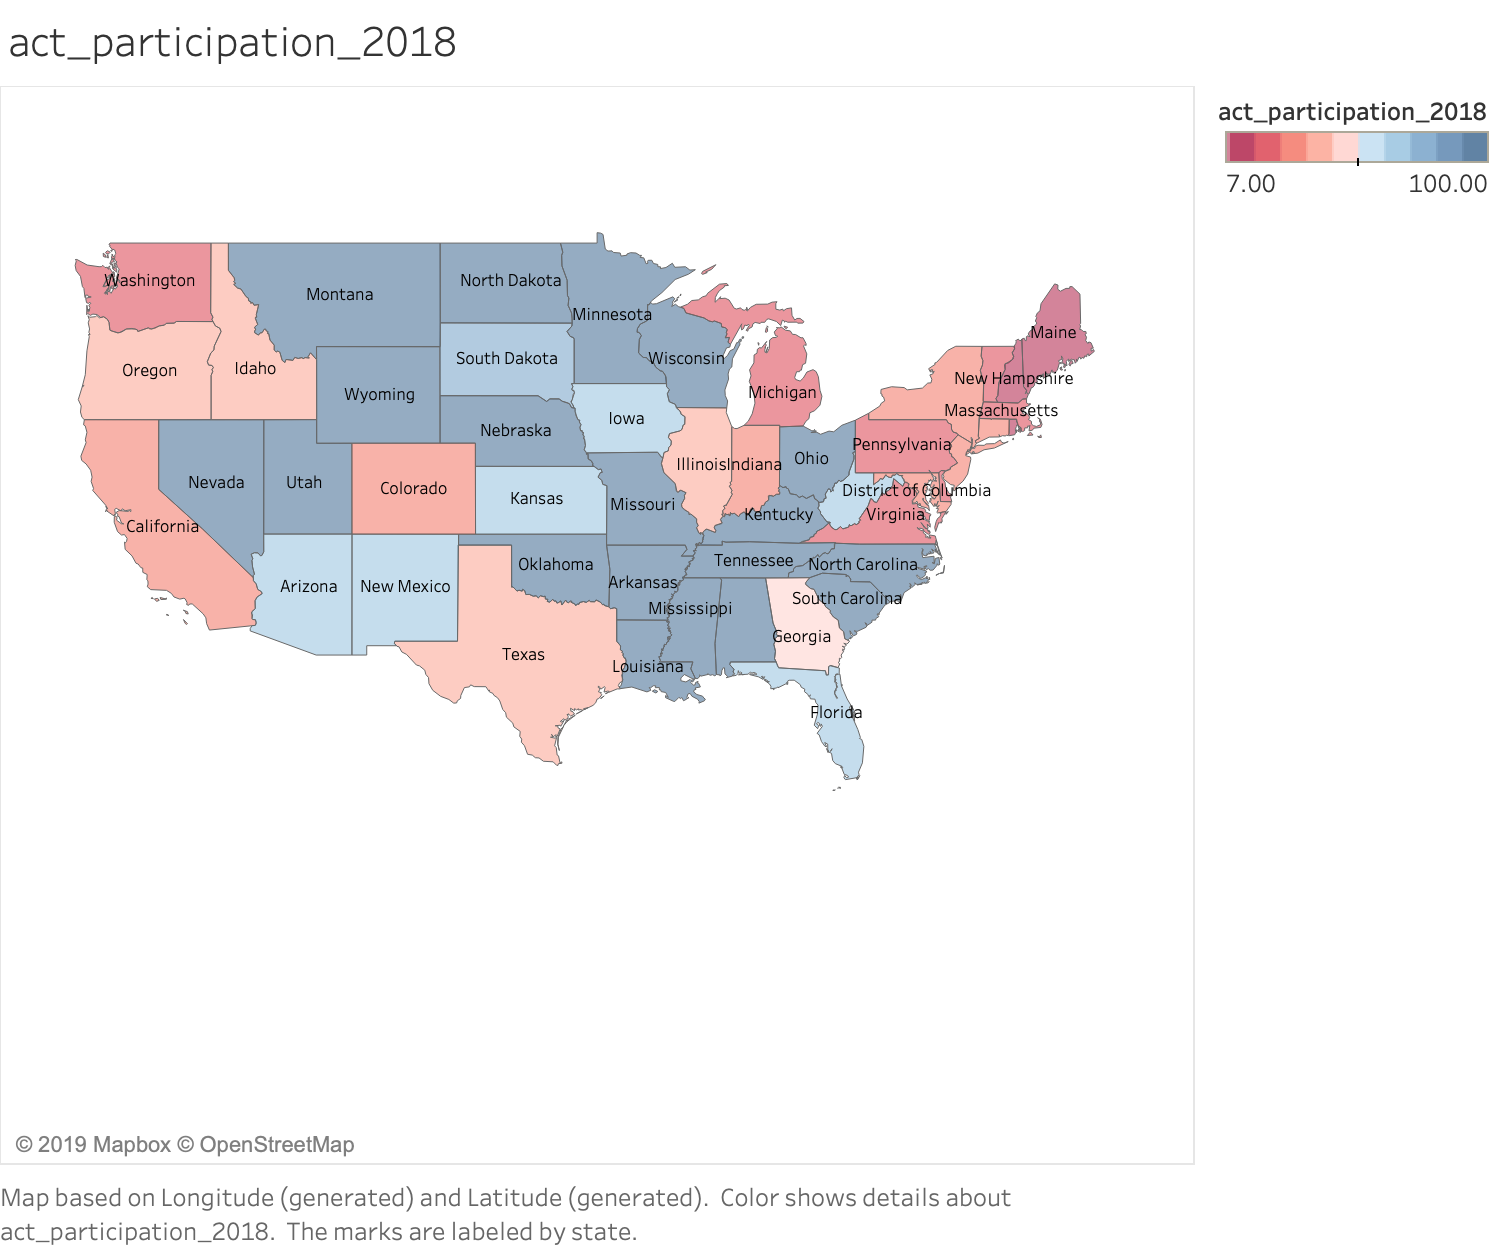 act_participation_2018
act_participation_2018
7.00
100.00
Washington
Montana
North Dakota
Minnesota
Maine
Oregon
Idaho
South Dakota
Wisconsin
Wyoming
Michigan
New Hampshire
Iowa
Massachusetts
Nebraska
Pennsylvania
Nevada
Utah
Colorado
Illinois
Indiana
Ohio
Kansas
District of Columbia
Missouri
Kentucky
Virginia
California
Oklahoma
Tennessee
North Carolina
Arizona
New Mexico
Arkansas
South Carolina
Mississippi
Georgia
Texas
Louisiana
Florida
© 2019 Mapbox © OpenStreetMap
Map based on Longitude (generated) and Latitude (generated). Color shows details about
act_participation_2018. The marks are labeled by state.